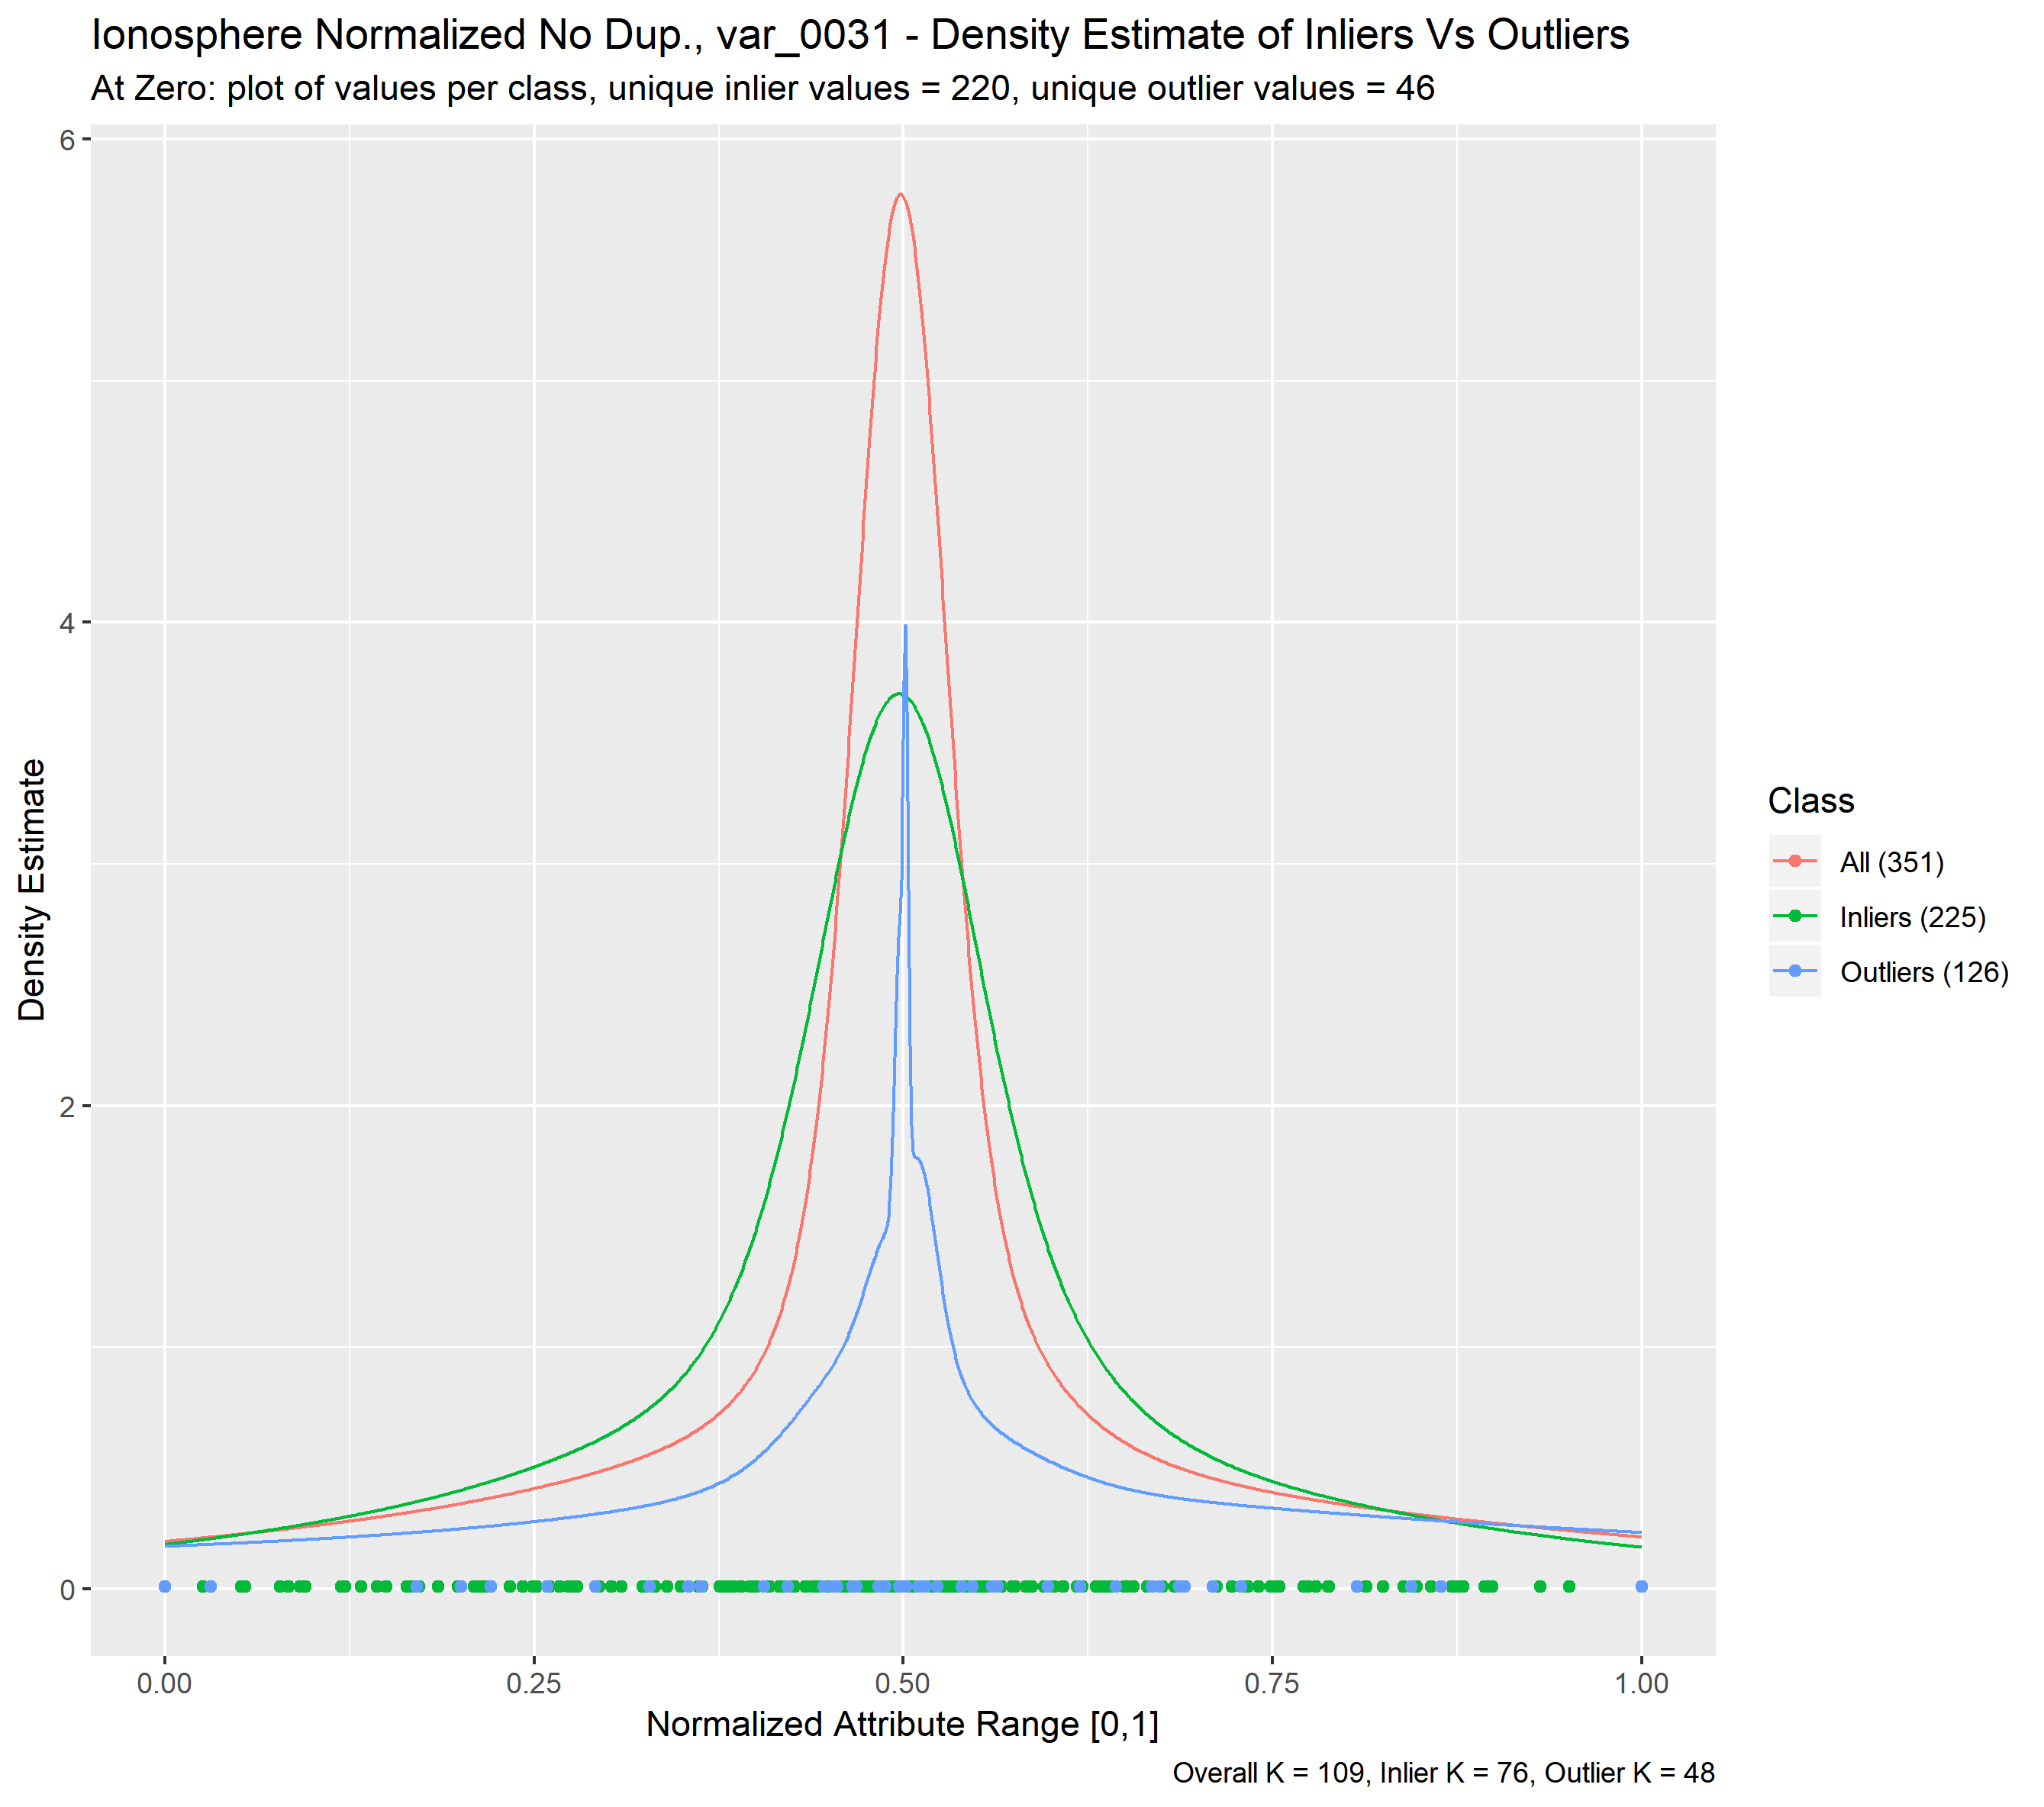 Ionosphere Normalized No Dup., var_0031 - Density Estimate of Inliers Vs Outliers
At Zero: plot of values per class, unique inlier values = 220, unique outlier values = 46
6
4
2
0
Density Estimate
0.00
0.25
0.50
0.75
1.00
Normalized Attribute Range [0,1]
Overall K = 109, Inlier K = 76, Outlier K = 48
Class
All (351)
Inliers (225)
Outliers (126)